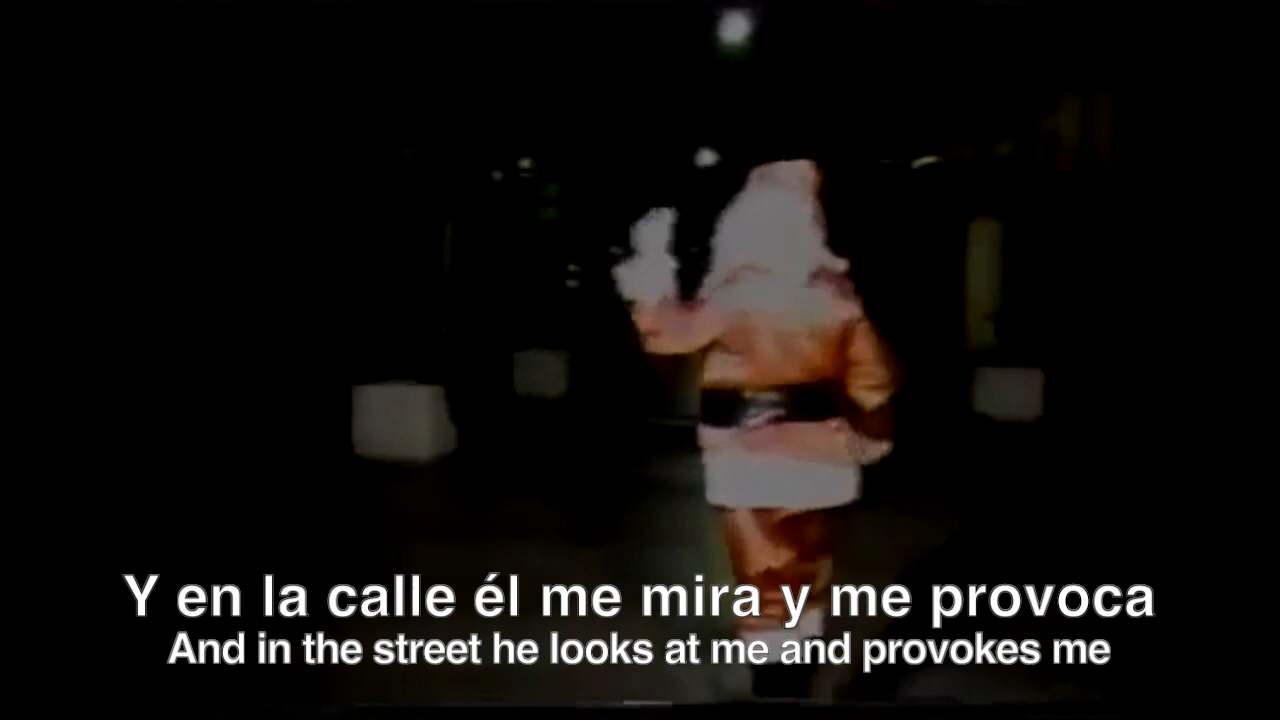 Y en la calle él me mira y me provoca
And in the street he looks at me and provokes me